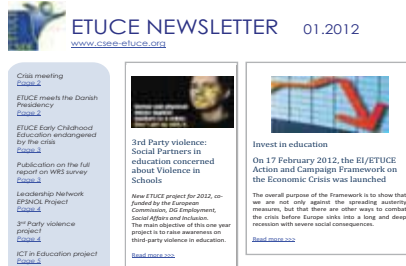 ETUCE NEWSLETTER 01.2012
www.csee-etuce.org
Crisis meeting
Page 2
ETUCE meets the Danish
Presidency
Page 2
ETUCE Early Childhood
Education endangered
by the crisis
Page 3
Publication on the full
report on WRS survey
Page 3
Leadership Network
EPSNOL Project
Page 4
3rd Party violence
project
Page 4
ICT in Education project
Page 5
3rd Party violence:
Social Partners in
education concerned
about Violence in
Schools
New ETUCE project for 2012, co-
funded by the European
Commission, DG Employment,
Social Affairs and Inclusion.
The main objective of this one year
project is to raise awareness on
third-party violence in education.
Read more >>>
Invest in education
On 17 February 2012, the EI/ETUCE
Action and Campaign Framework on
the Economic Crisis was launched
The overall purpose of the Framework is to show that
we are not only against the spreading austerity
measures, but that there are other ways to combat
the crisis before Europe sinks into a long and deep
recession with severe social consequences.
Read more >>>